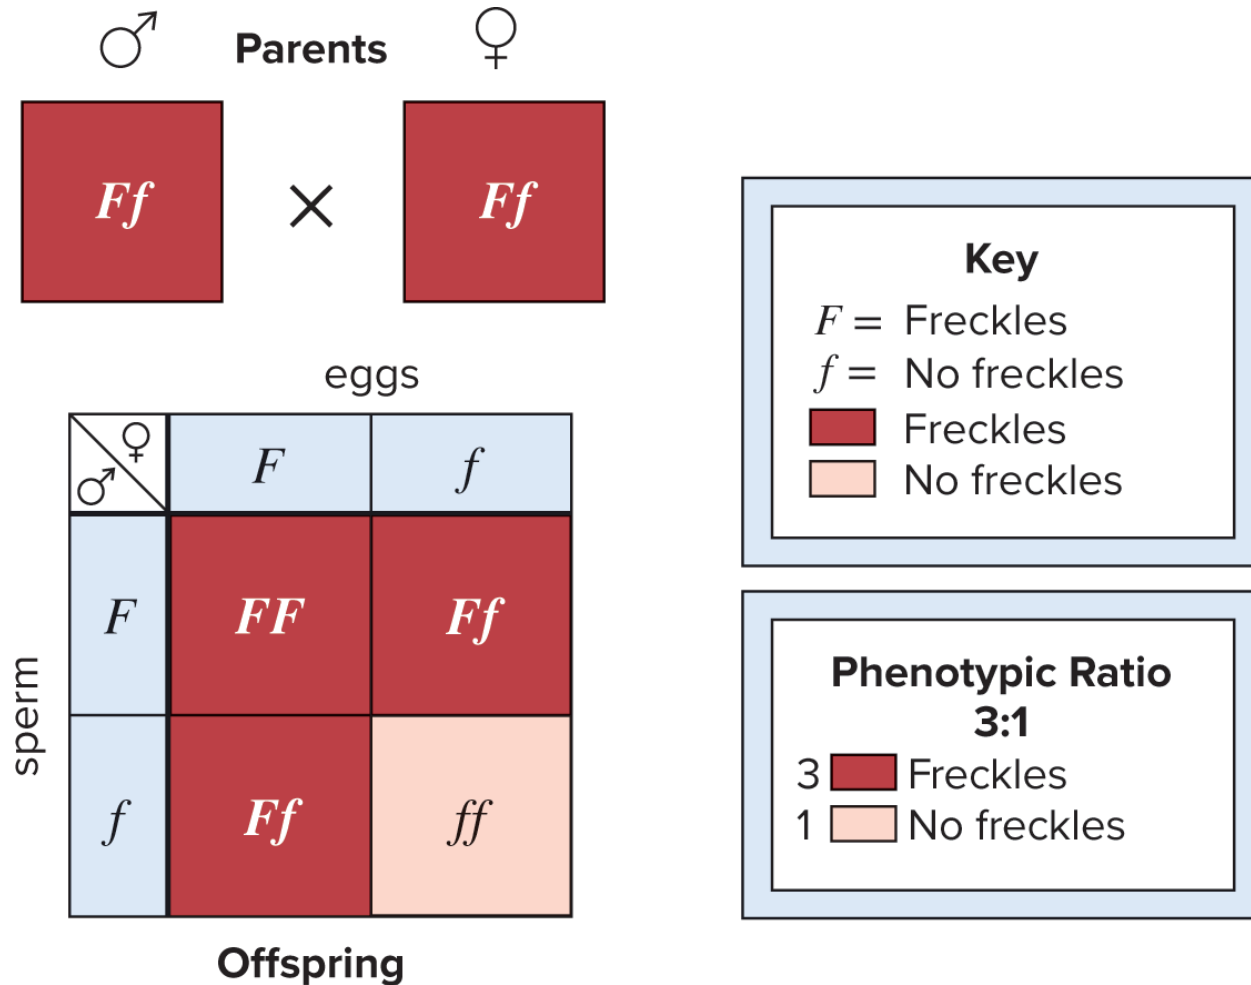 ♂ Parents ♀
Ff × Ff
eggs
♀
♂
F f
sperm
F FF Ff
f Ff ff
Offspring
Key
F = Freckles
f = No freckles
Freckles
No freckles
Phenotypic Ratio
3:1
3 Freckles
1 No freckles